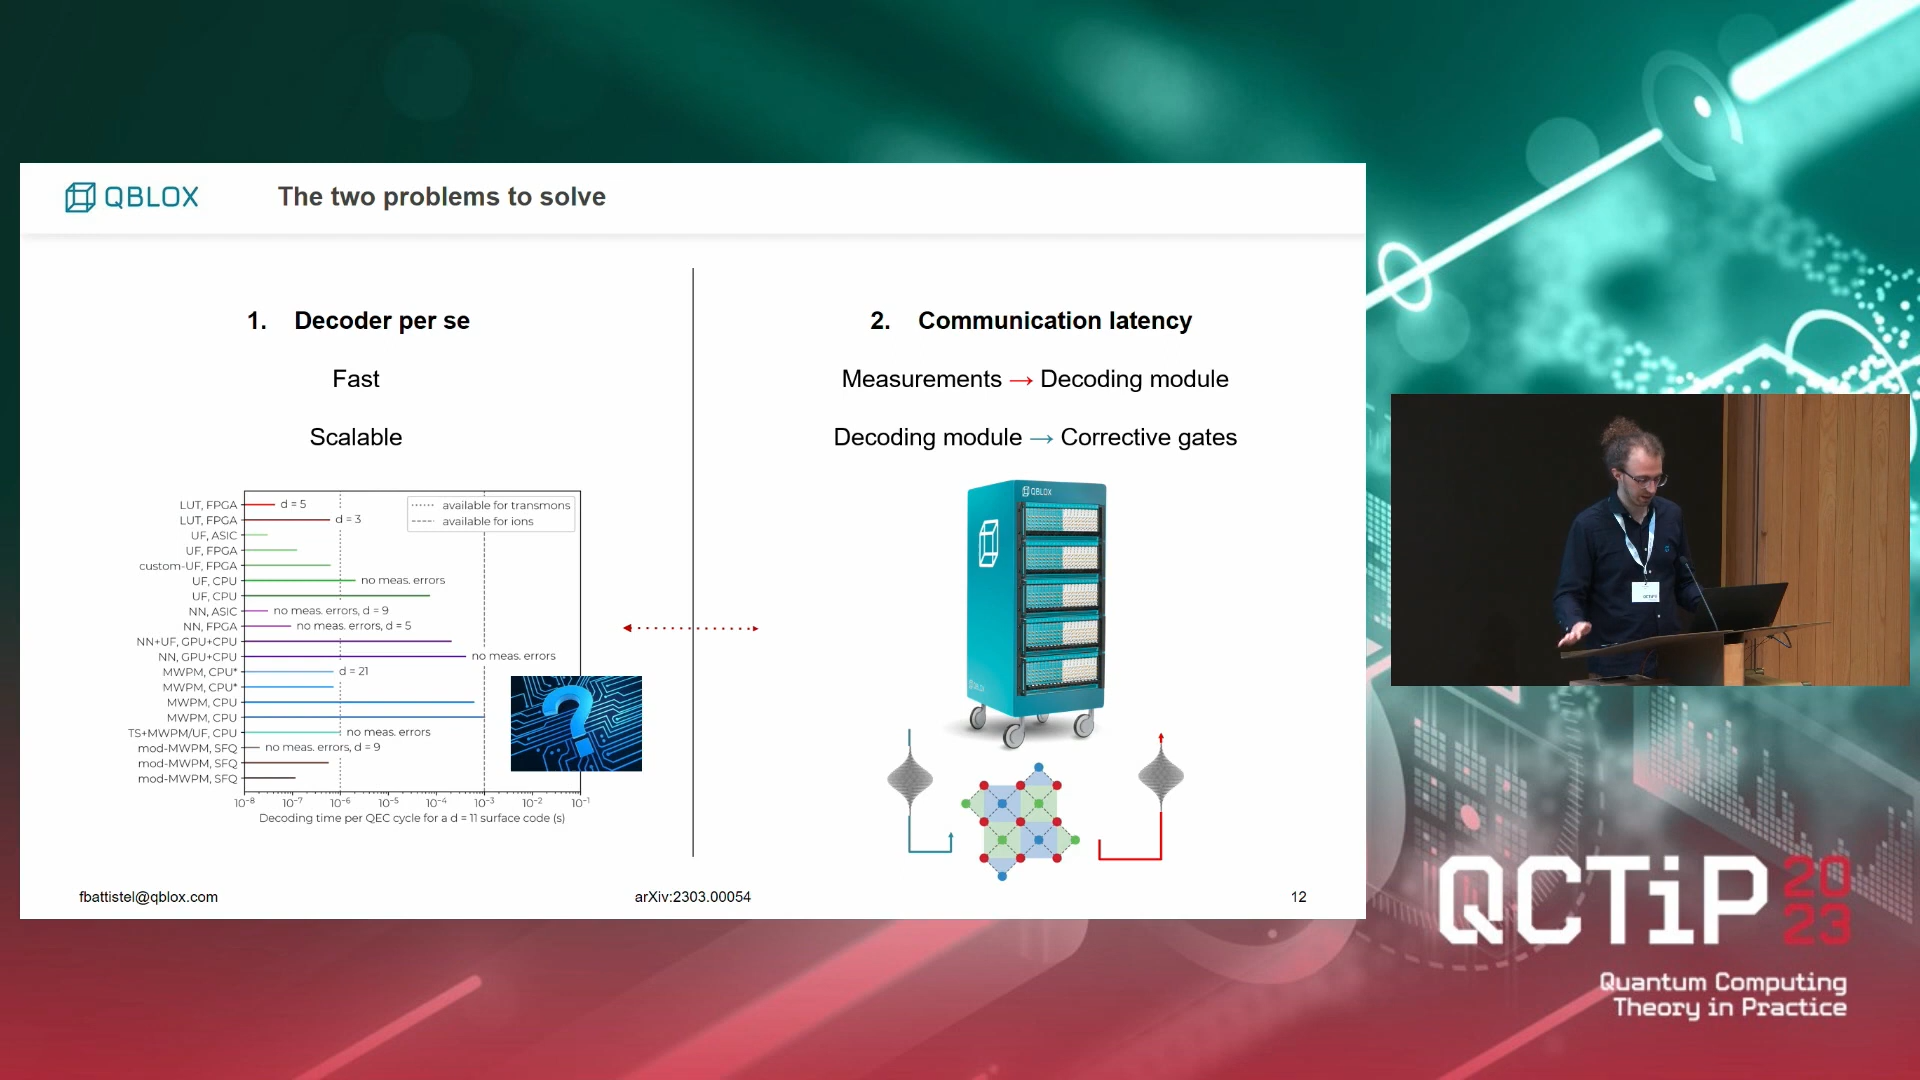 QBLOX
The two problems to solve
1. Decoder per se
Fast
Scalable
LUT, FPGA
d = 5
LUT, FPGA
d = 3
UF, ASIC
UF, FPGA
custom-UF, FPGA
UF, CPU
no meas. errors
UF, CPU
NN, ASIC
no meas. errors, d = 9
NN, FPGA
no meas. errors, d = 5
NN+UF, GPU+CPU
NN, GPU+CPU
no meas. errors
MWPM, CPU*
d = 21
MWPM, CPU*
MWPM, CPU
MWPM, CPU
TS+MWPM/UF, CPU
no meas. errors
mod-MWPM, SFQ
no meas. errors, d = 9
mod-MWPM, SFQ
mod-MWPM, SFQ
available for transmons
available for ions
10⁻⁸ 10⁻⁷ 10⁻⁶ 10⁻⁵ 10⁻⁴ 10⁻³ 10⁻² 10⁻¹
Decoding time per QEC cycle for a d = 11 surface code (s)
2. Communication latency
Measurements → Decoding module
Decoding module → Corrective gates
QBLOX
fbattistel@qblox.com
arXiv:2303.00054
12
QCTiP 2023
Quantum Computing
Theory in Practice